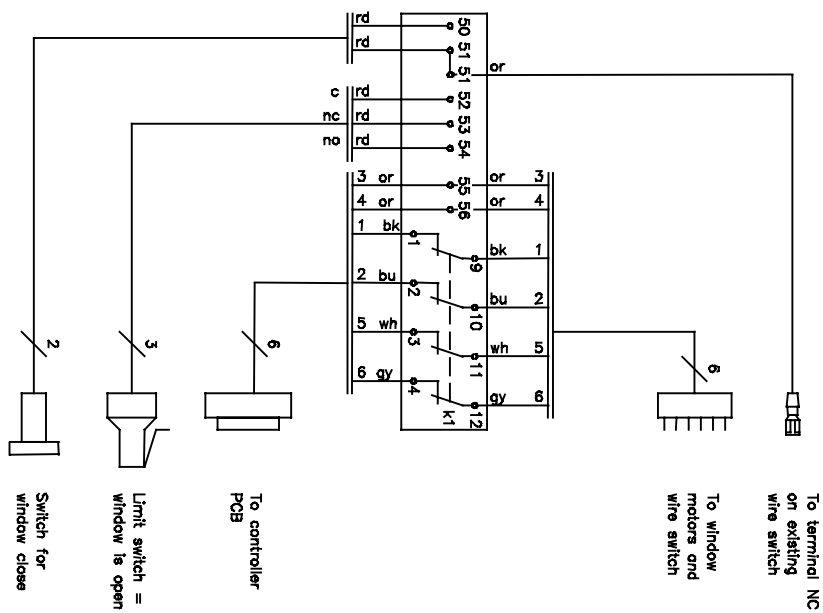 rd 50
rd 51
51 or
c rd 52
nc rd 53
no rd 54
3 or 55 or 3
4 or 56 or 4
1 bk 1
9 bk 1
2 bu 2
10 bu 2
5 wh 3
11 wh 5
6 gy 4
12 gy 6
k1
2
3
6
6
Switch for
window close
Limit switch =
window is open
To controller
PCB
To window
motors and
wire switch
To terminal NC
on existing
wire switch